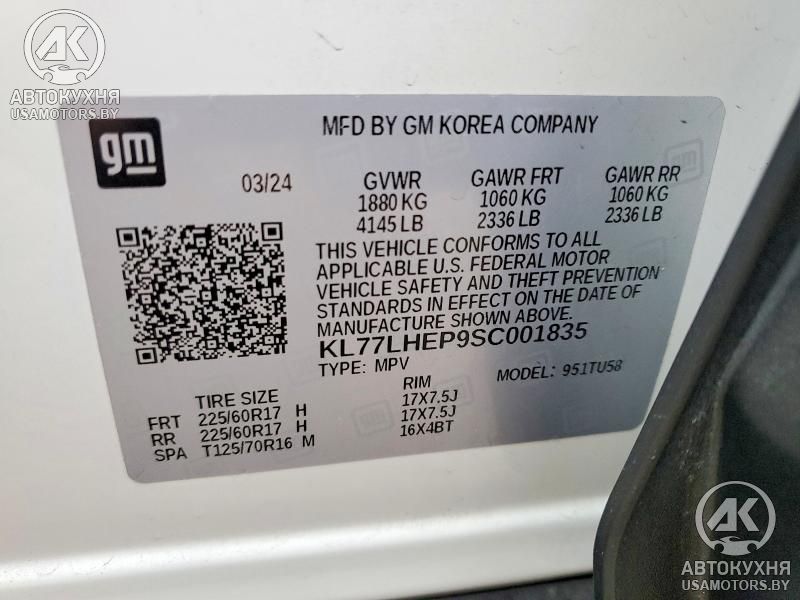 AK
АВТОКУХНЯ
USAMOTORS.BY
gm
MFD BY GM KOREA COMPANY
03/24 GVWR GAWR FRT GAWR RR
1880 KG 1060 KG 1060 KG
4145 LB 2336 LB 2336 LB
THIS VEHICLE CONFORMS TO ALL
APPLICABLE U.S. FEDERAL MOTOR
VEHICLE SAFETY AND THEFT PREVENTION
STANDARDS IN EFFECT ON THE DATE OF
MANUFACTURE SHOWN ABOVE.
KL77LHEP9SC001835
TYPE: MPV MODEL: 951TU58
TIRE SIZE RIM
FRT 225/60R17 H 17X7.5J
RR 225/60R17 H 17X7.5J
SPA T125/70R16 M 16X4BT
AK
АВТОКУХНЯ
USAMOTORS.BY